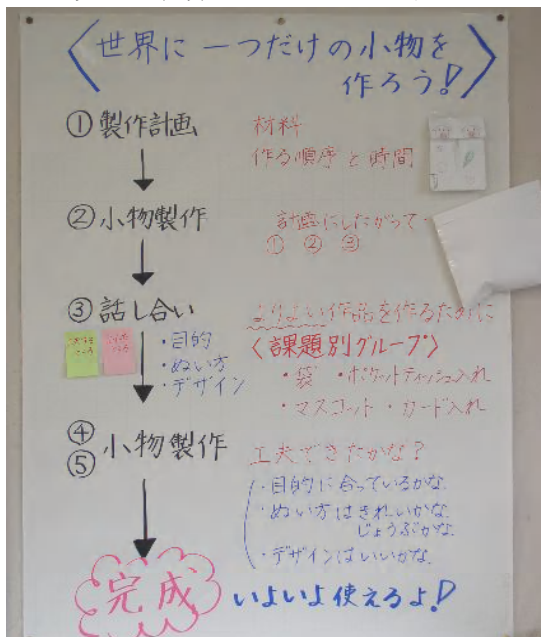 世界に一つだけの小物を
作ろう!
① 製作計画
材料
作る順序と時間
② 小物製作
計画にしたがって
① ② ③
③ 話し合い
よりよい作品を作るために
<課題別グループ>
・目的
・ぬい方
・デザイン
・袋 ・ポケットティッシュ入れ
・マスコット ・カード入れ
④
⑤ 小物製作
工夫できたかな?
・目的に合っているかな.
・ぬい方はきれいかな.
じょうぶかな.
・デザインはいいかな.
完成
いよいよ使えるよ!